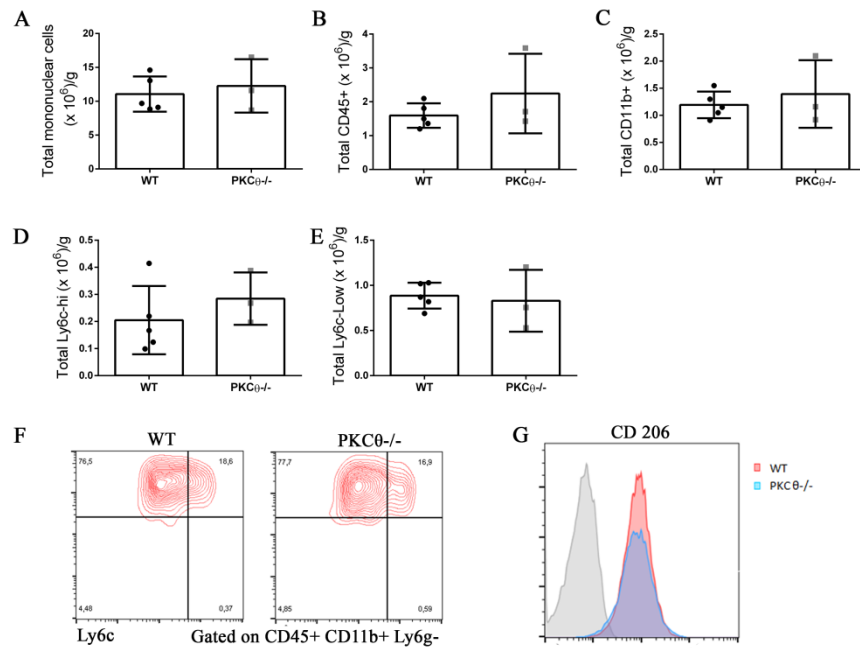 A
Total mononuclear cells
(x 10⁶)/g
20
15
10
5
0
WT
PKCθ-/-
B
Total CD45+ (x 10⁶)/g
4
2
0
WT
PKCθ-/-
C
Total CD11b+ (x 10⁶)/g
2.5
2.0
1.5
1.0
0.5
0.0
WT
PKCθ-/-
D
Total Ly6c-hi (x 10⁶)/g
0.5
0.4
0.3
0.2
0.1
0.0
WT
PKCθ-/-
E
Total Ly6c-Low (x 10⁶)/g
1.5
1.0
0.5
0.0
WT
PKCθ-/-
F
WT
76,5
18,6
4,48
0,37
PKCθ-/-
77,7
16,9
4,85
0,59
Ly6c
Gated on CD45+ CD11b+ Ly6g-
G
CD 206
WT
PKCθ-/-